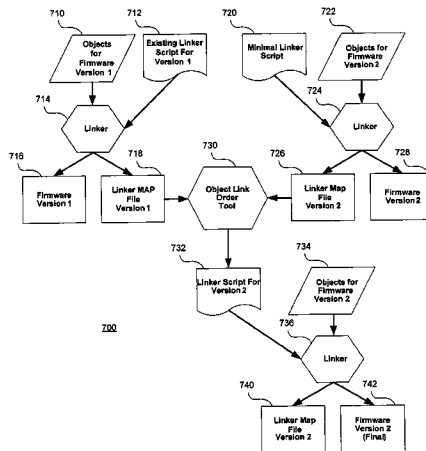 710
712
720
722
Objects
for
Firmware
Version 1
Existing Linker
Script For
Version 1
Minimal Linker
Script
Objects for
Firmware
Version 2
714
724
Linker
Linker
716
718
730
726
728
Firmware
Version 1
Linker MAP
File
Version 1
Object Link
Order
Tool
Linker Map
File
Version 2
Firmware
Version 2
732
734
Linker Script For
Version 2
Objects for
Firmware
Version 2
736
700
Linker
740
742
Linker Map
File
Version 2
Firmware
Version 2
(Final)